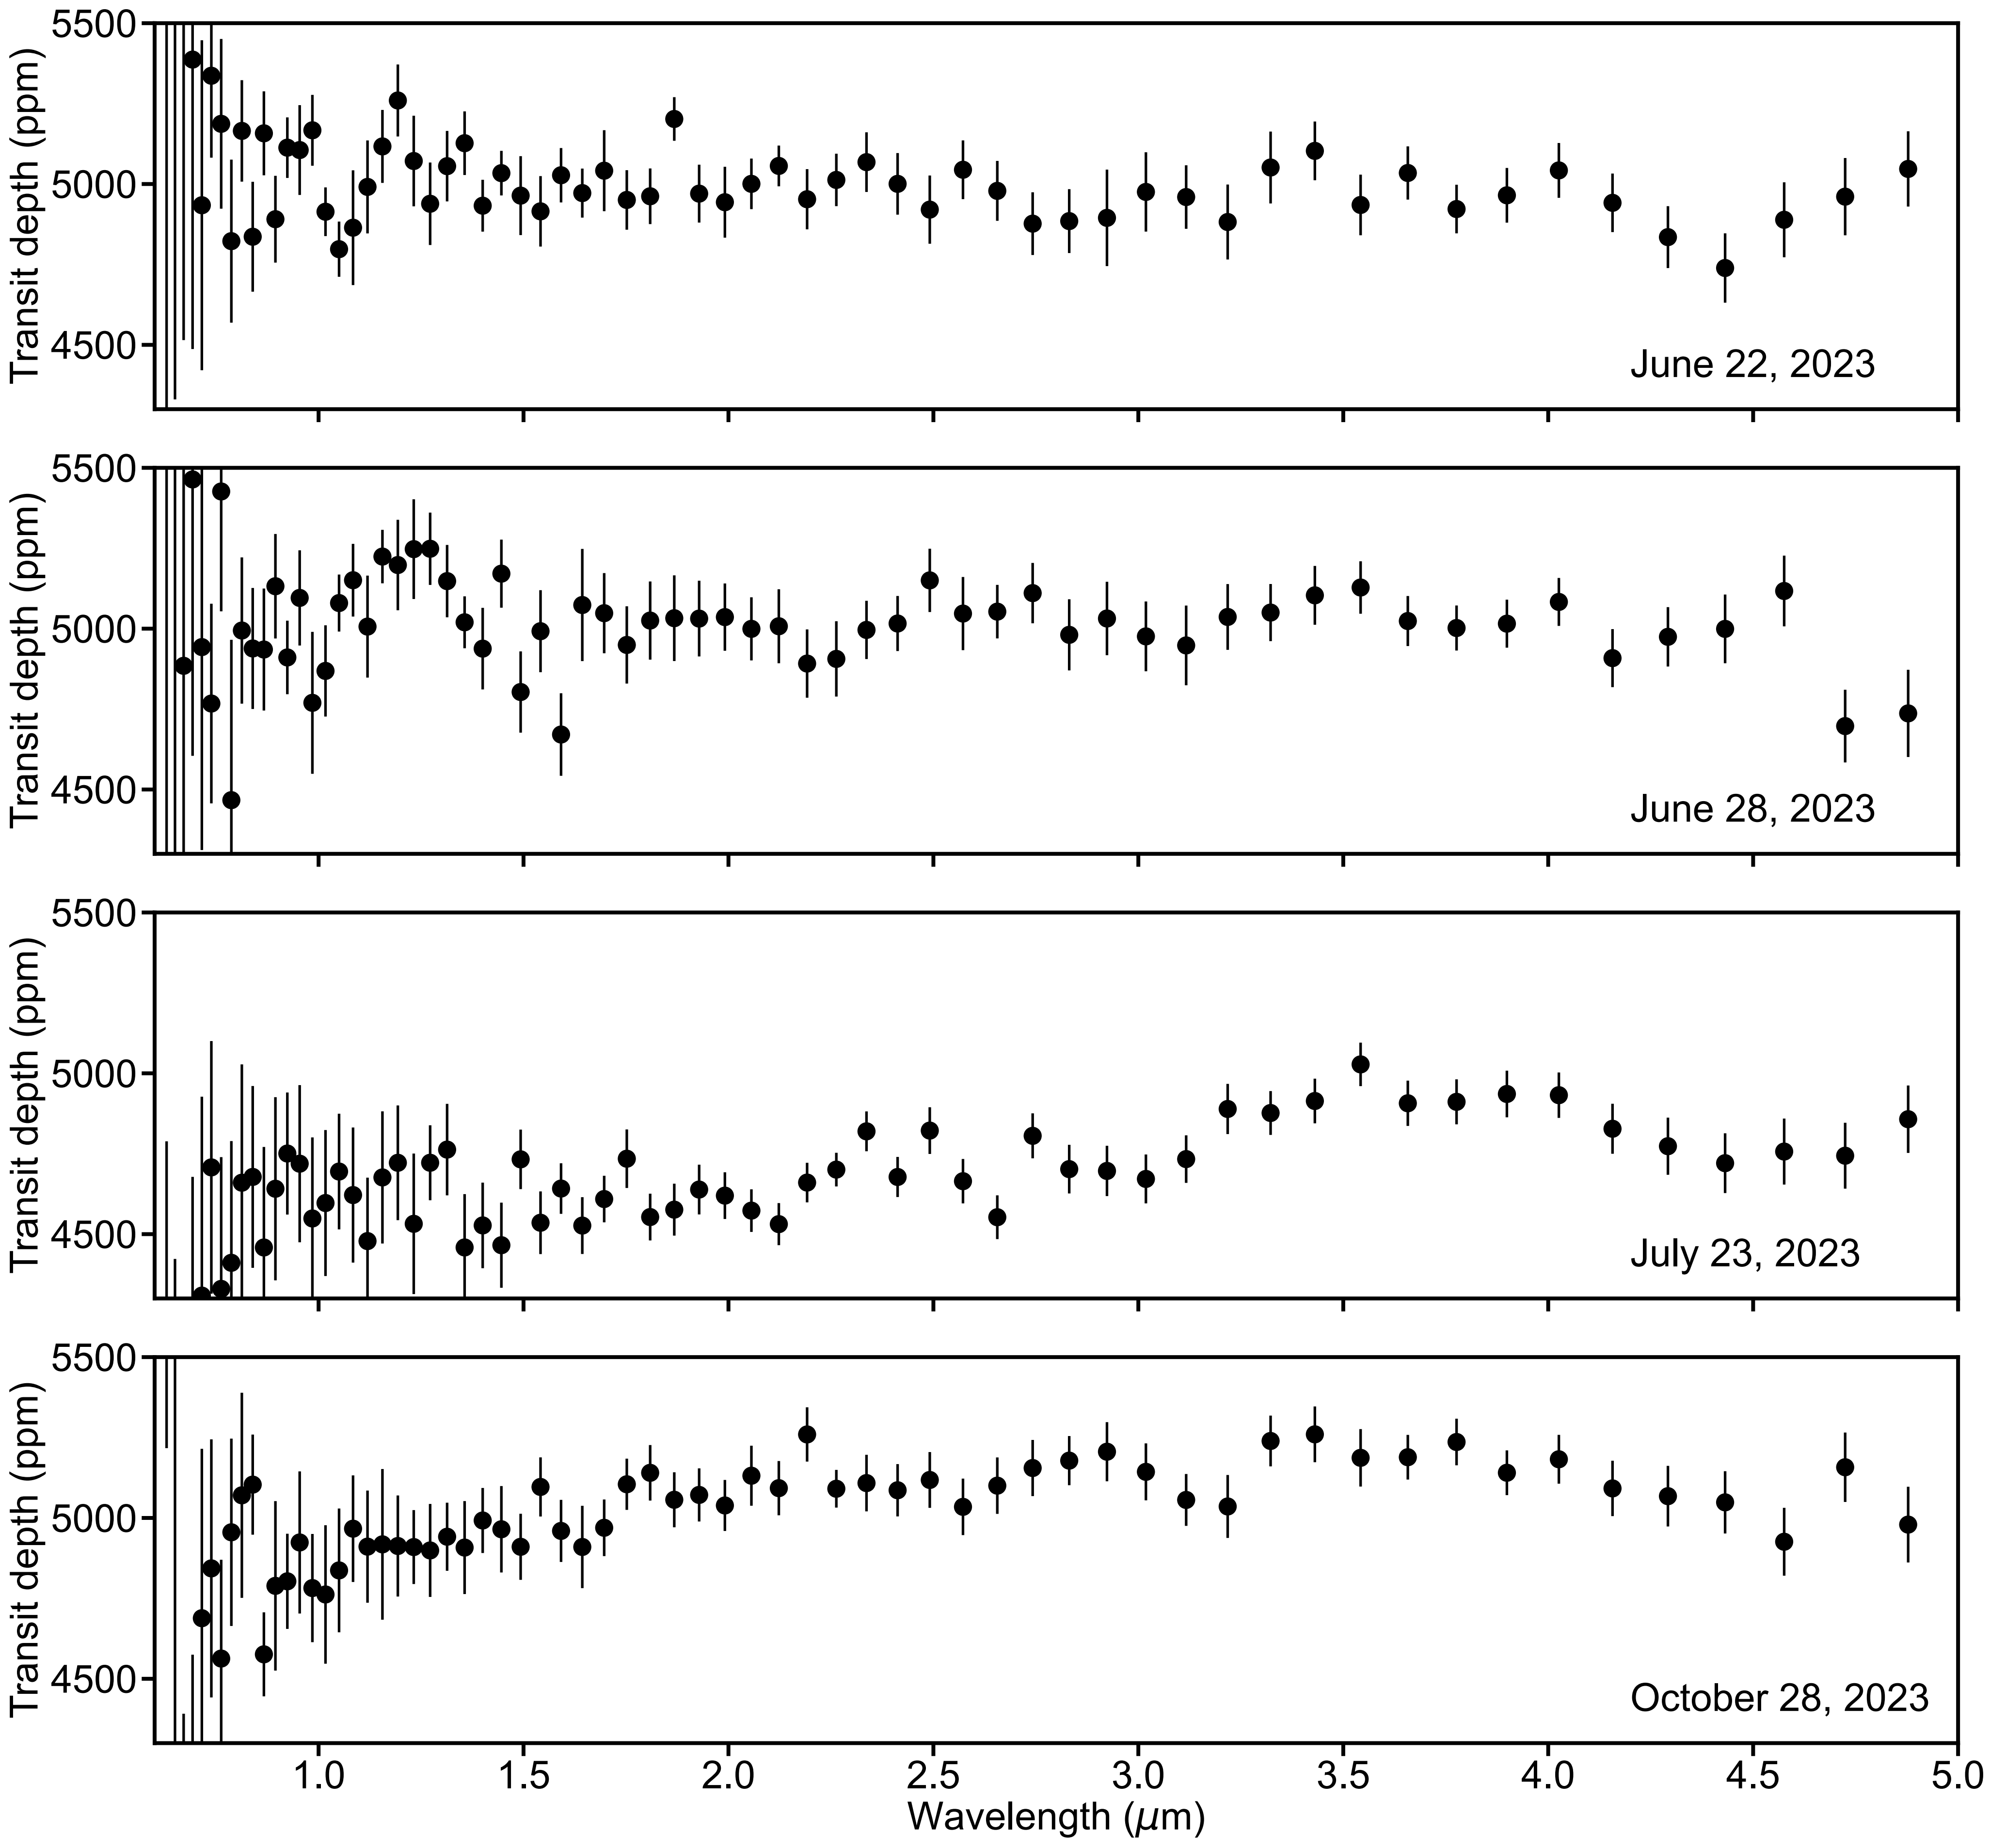 5500
5000
4500
Transit depth (ppm)
June 22, 2023
5500
5000
4500
Transit depth (ppm)
June 28, 2023
5500
5000
4500
Transit depth (ppm)
July 23, 2023
5500
5000
4500
Transit depth (ppm)
October 28, 2023
1.0 1.5 2.0 2.5 3.0 3.5 4.0 4.5 5.0
Wavelength (μm)